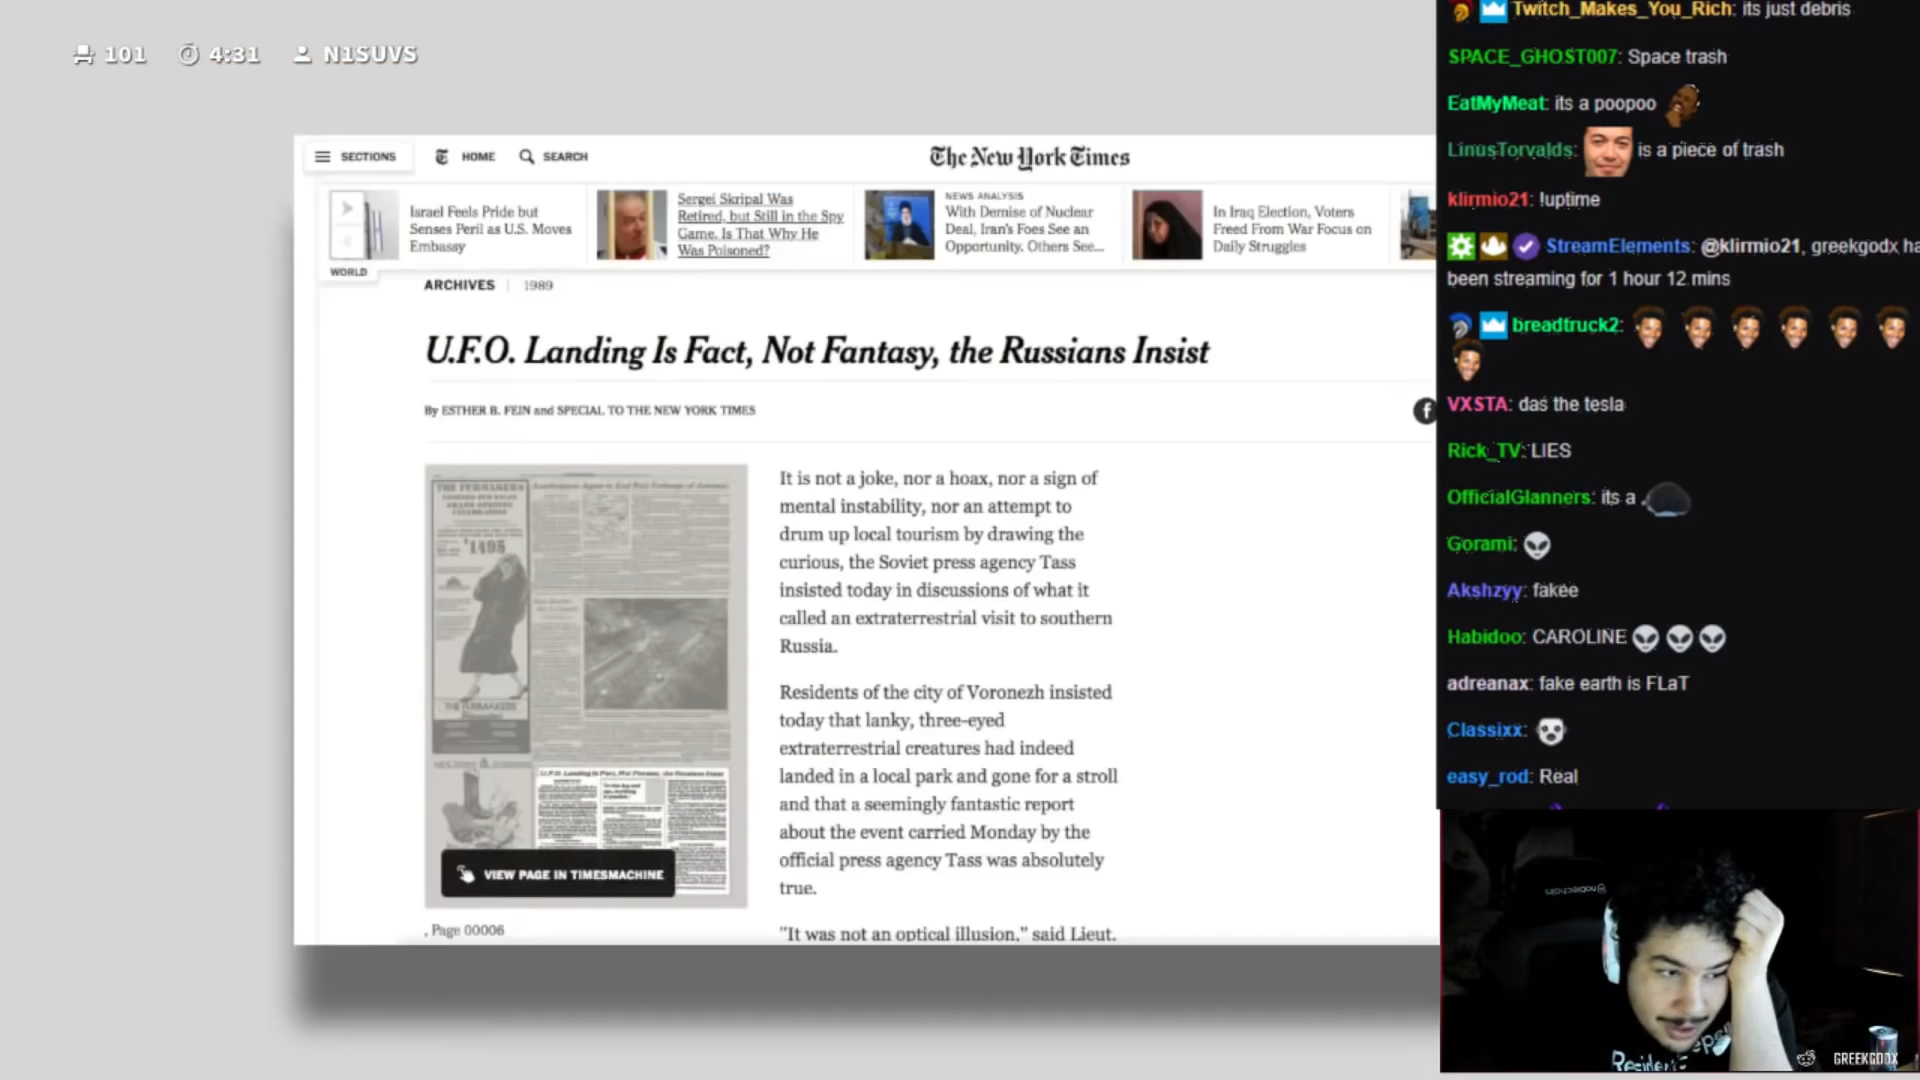 101 4:31 N1SUVS
SECTIONS HOME SEARCH
The New York Times
Israel Feels Pride but
Senses Peril as U.S. Moves
Embassy
Sergei Skripal Was
Retired, but Still in the Spy
Game. Is That Why He
Was Poisoned?
NEWS ANALYSIS
With Demise of Nuclear
Deal, Iran's Foes See an
Opportunity. Others See...
In Iraq Election, Voters
Freed From War Focus on
Daily Struggles
WORLD
ARCHIVES | 1989
U.F.O. Landing Is Fact, Not Fantasy, the Russians Insist
By ESTHER B. FEIN and SPECIAL TO THE NEW YORK TIMES
$1495
U.F.O. Landing Is Fact, Not Fantasy, the Russians Insist
VIEW PAGE IN TIMESMACHINE
, Page 00006
It is not a joke, nor a hoax, nor a sign of
mental instability, nor an attempt to
drum up local tourism by drawing the
curious, the Soviet press agency Tass
insisted today in discussions of what it
called an extraterrestrial visit to southern
Russia.
Residents of the city of Voronezh insisted
today that lanky, three-eyed
extraterrestrial creatures had indeed
landed in a local park and gone for a stroll
and that a seemingly fantastic report
about the event carried Monday by the
official press agency Tass was absolutely
true.
"It was not an optical illusion," said Lieut.
Twitch_Makes_You_Rich: its just debris
SPACE_GHOST007: Space trash
EatMyMeat: its a poopoo
LinusTorvalds: is a piece of trash
klirmio21: !uptime
StreamElements: @klirmio21, greekgodx ha
been streaming for 1 hour 12 mins
breadtruck2:
VXSTA: das the tesla
Rick_TV: LIES
OfficialGlanners: its a
Gorami:
Akshzyy: fakee
Habidoo: CAROLINE
adreanax: fake earth is FLaT
Classixx:
easy_rod: Real
GREEKGODX